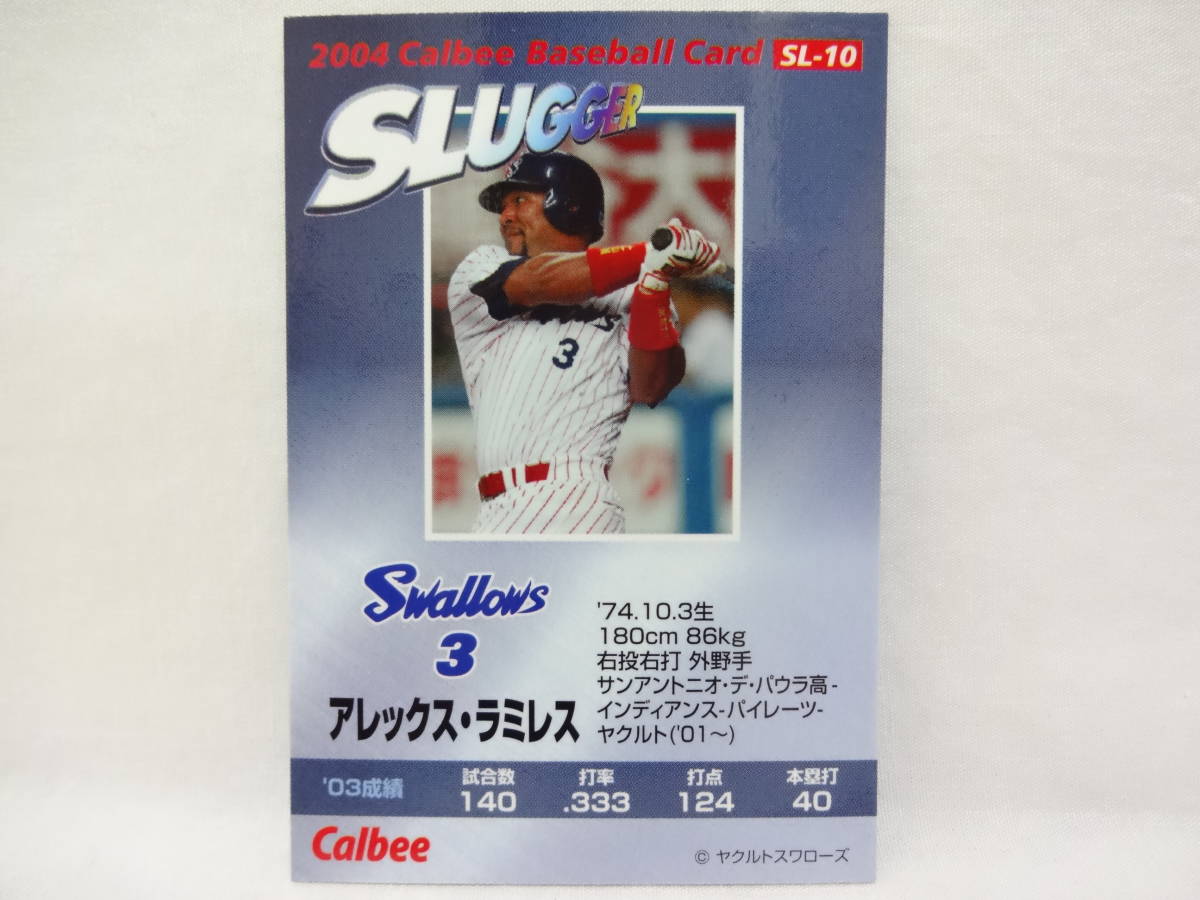 2004 Calbee Baseball Card SL-10
SLUGGER
3
Swallows
3
アレックス・ラミレス
'74.10.3生
180cm 86kg
右投右打 外野手
サンアントニオ・デ・パウラ高-
インディアンス-パイレーツ-
ヤクルト('01～)
'03成績 試合数 打率 打点 本塁打
140 .333 124 40
Calbee
© ヤクルトスワローズ